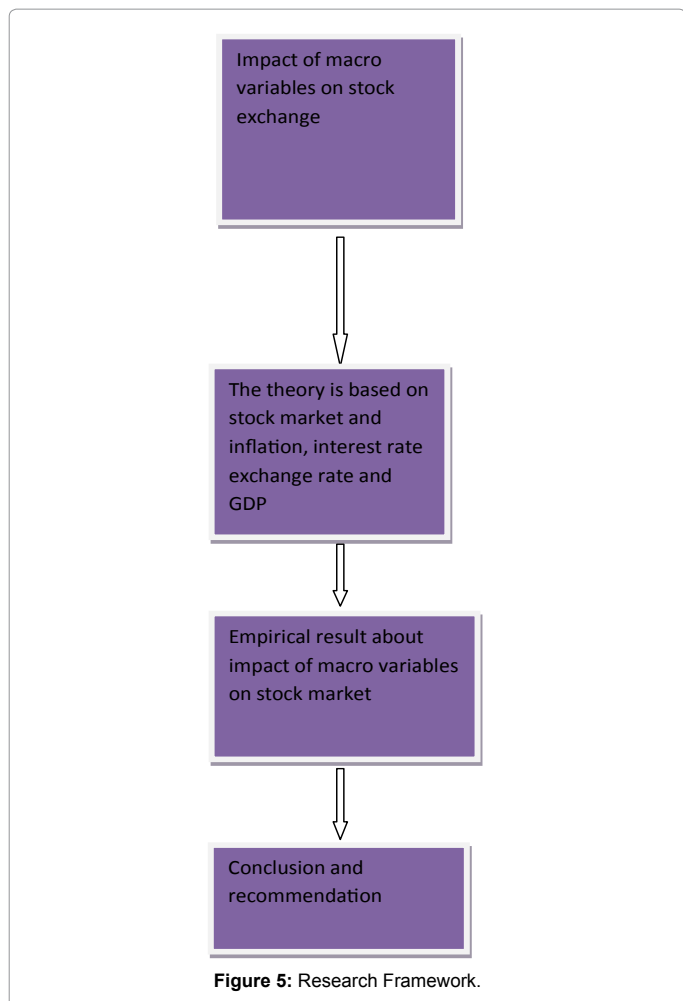 Impact of macro
variables on stock
exchange
The theory is based on
stock market and
inflation, interest rate
exchange rate and
GDP
Empirical result about
impact of macro variables
on stock market
Conclusion and
recommendation
Figure 5: Research Framework.